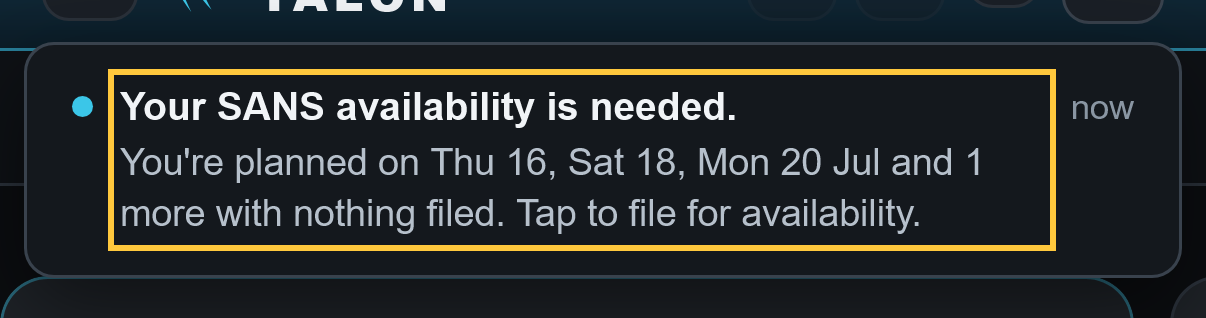 TALON
Your SANS availability is needed.
now
You're planned on Thu 16, Sat 18, Mon 20 Jul and 1
more with nothing filed. Tap to file for availability.